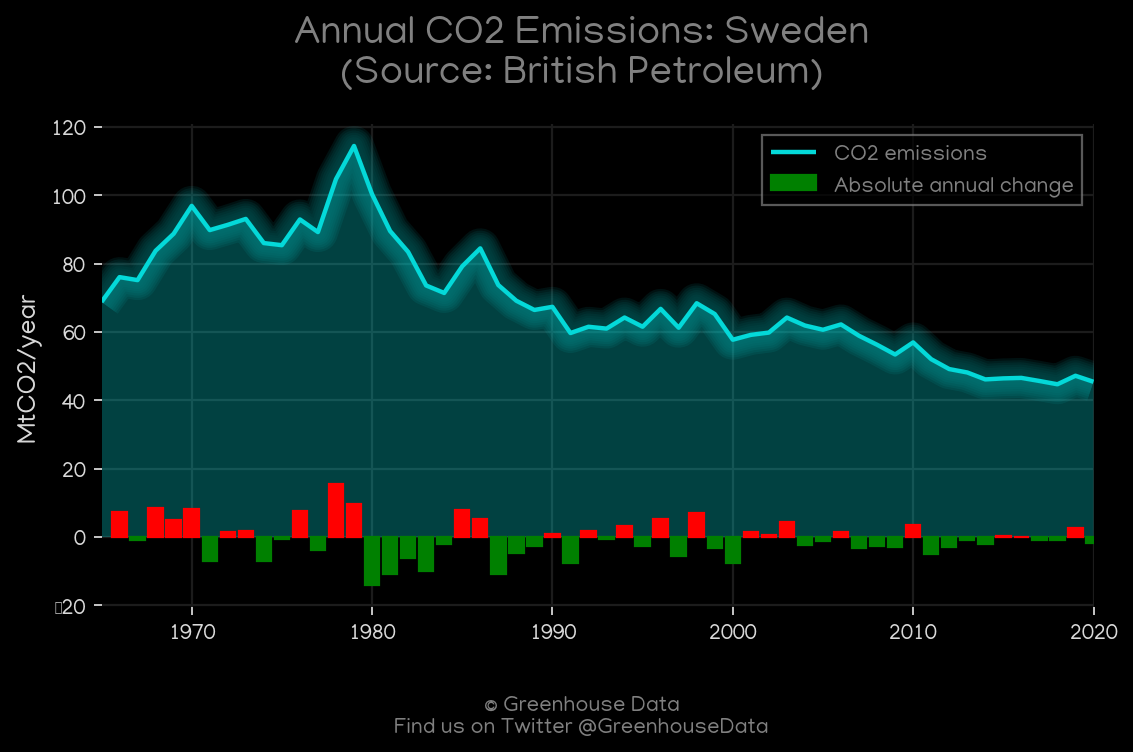 Annual CO2 Emissions: Sweden
(Source: British Petroleum)
120
100
80
60
40
20
0
▯20
MtCO2/year
CO2 emissions
Absolute annual change
1970 1980 1990 2000 2010 2020
© Greenhouse Data
Find us on Twitter @GreenhouseData